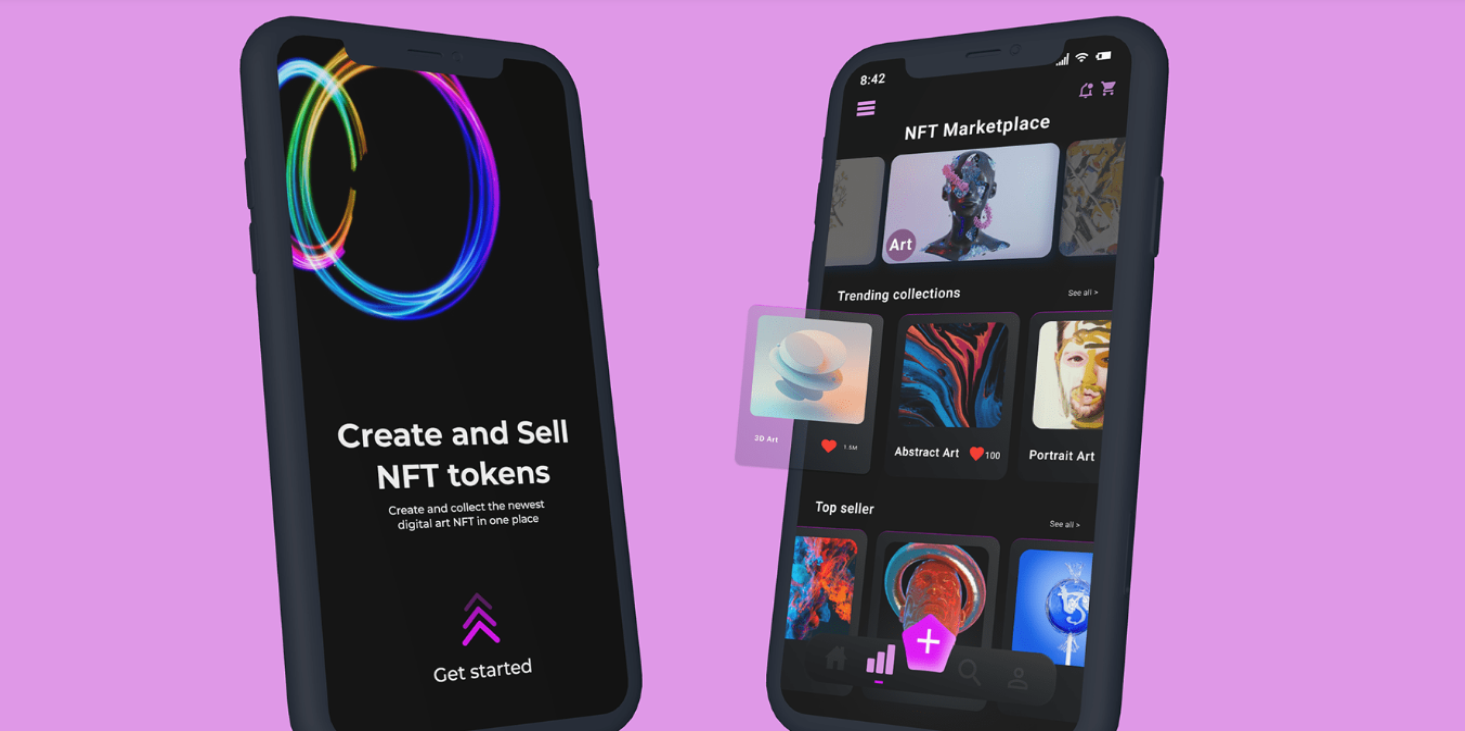 Create and Sell
NFT tokens
Create and collect the newest
digital art NFT in one place
Get started
8:42
NFT Marketplace
Art
Trending collections
See all >
3D Art
1.5M
Abstract Art
100
Portrait Art
Top seller
See all >